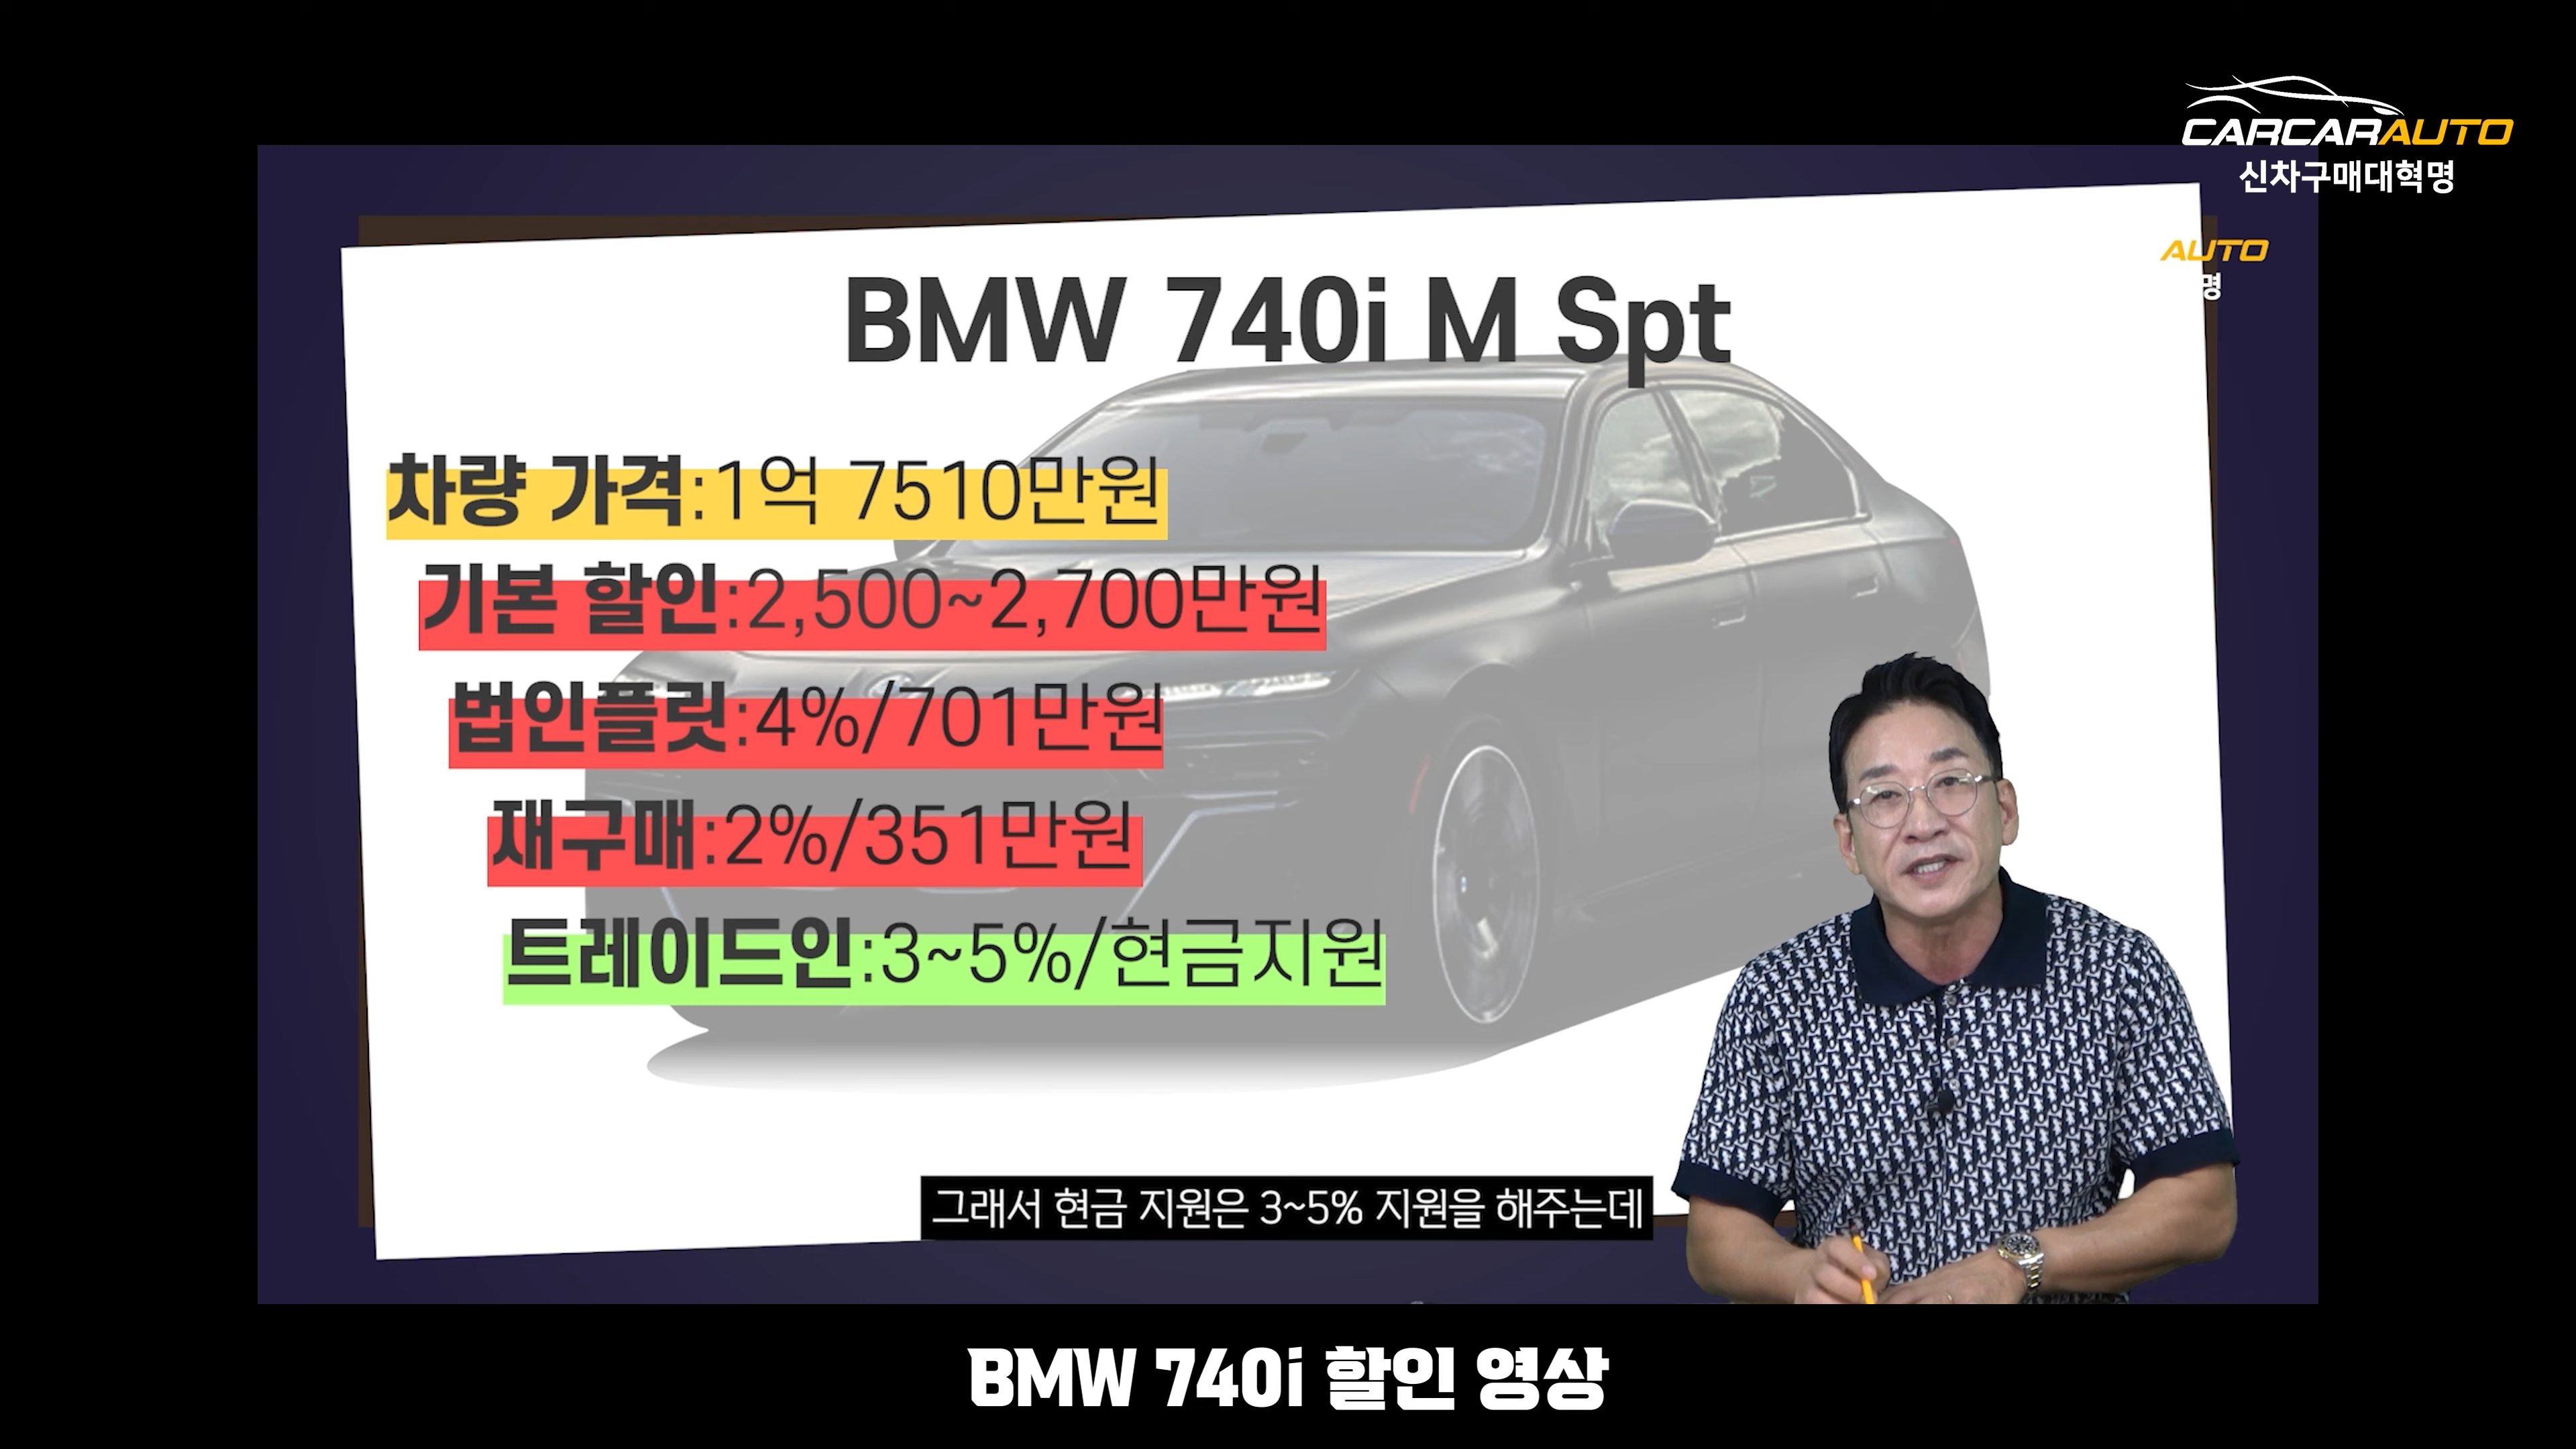 CARCARAUTO
신차구매대혁명
AUTO
명
BMW 740i M Spt
차량 가격:1억 7510만원
기본 할인:2,500~2,700만원
법인플릿:4%/701만원
재구매:2%/351만원
트레이드인:3~5%/현금지원
그래서 현금 지원은 3~5% 지원을 해주는데
BMW 740i 할인 영상